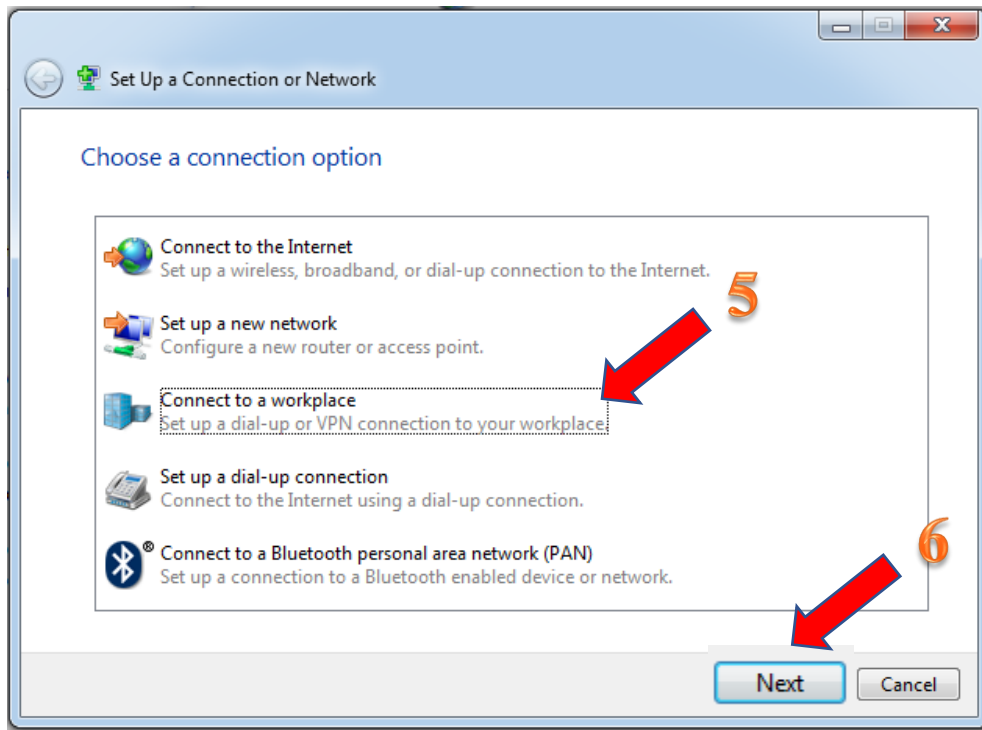 X
Set Up a Connection or Network
Choose a connection option
Connect to the Internet
Set up a wireless, broadband, or dial-up connection to the Internet.
5
Set up a new network
Configure a new router or access point.
Connect to a workplace
Set up a dial-up or VPN connection to your workplace.
Set up a dial-up connection
Connect to the Internet using a dial-up connection.
6
® Connect to a Bluetooth personal area network (PAN)
Set up a connection to a Bluetooth enabled device or network.
Next Cancel